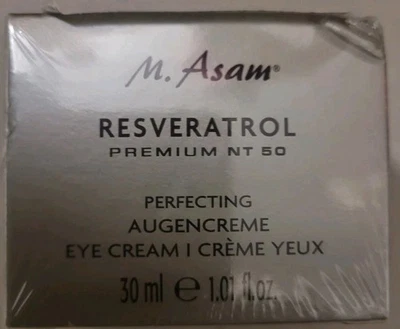 M. Asam®
RESVERATROL
PREMIUM NT 50
PERFECTING
AUGENCREME
EYE CREAM I CRÈME YEUX
30 ml e 1.01 fl.oz.